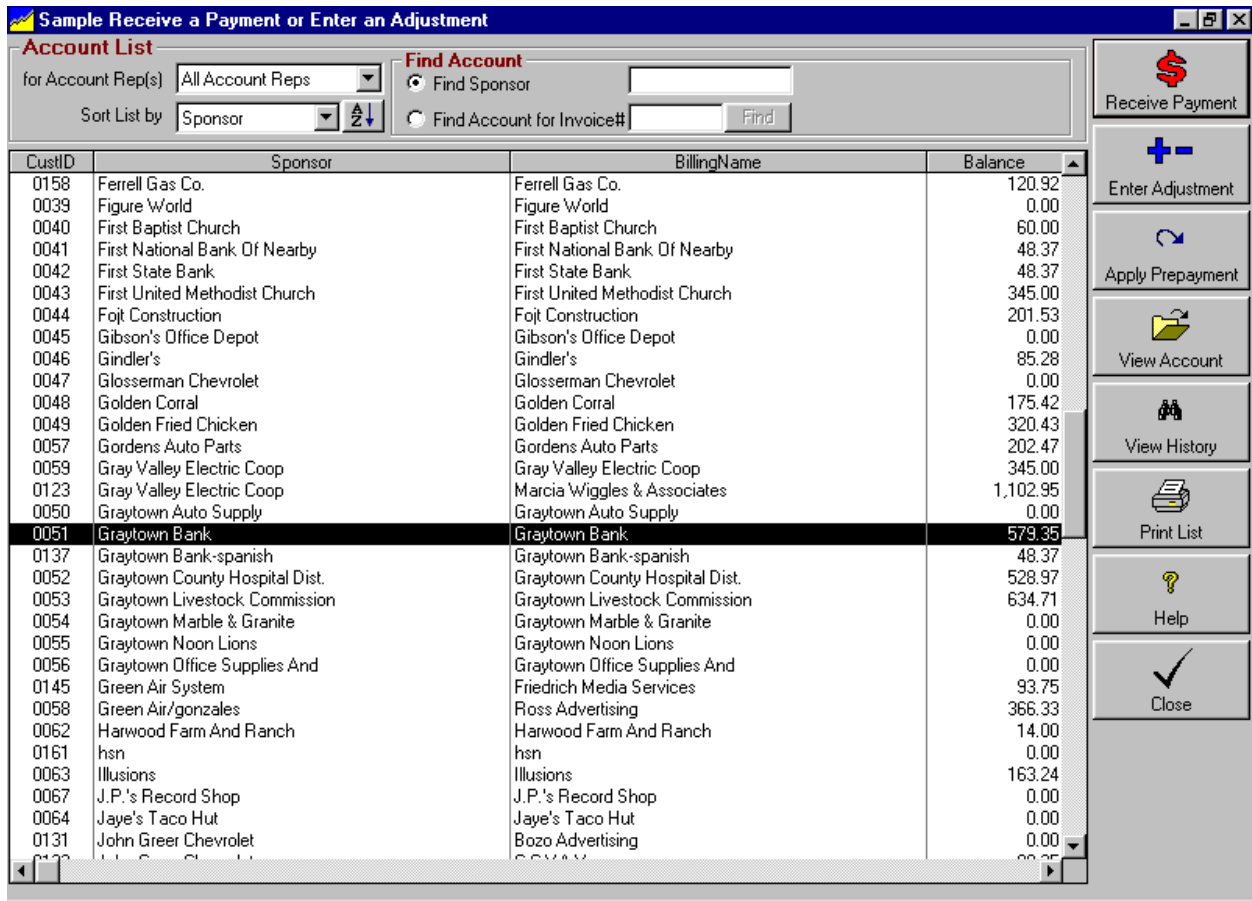 Sample Receive a Payment or Enter an Adjustment
Account List
for Account Rep(s) All Account Reps
Sort List by Sponsor
Find Account
Find Sponsor
Find Account for Invoice# Find
CustID Sponsor BillingName Balance
0158 Ferrell Gas Co. Ferrell Gas Co. 120.92
0039 Figure World Figure World 0.00
0040 First Baptist Church First Baptist Church 60.00
0041 First National Bank Of Nearby First National Bank Of Nearby 48.37
0042 First State Bank First State Bank 48.37
0043 First United Methodist Church First United Methodist Church 345.00
0044 Fojt Construction Fojt Construction 201.53
0045 Gibson's Office Depot Gibson's Office Depot 0.00
0046 Gindler's Gindler's 85.28
0047 Glosserman Chevrolet Glosserman Chevrolet 0.00
0048 Golden Corral Golden Corral 175.42
0049 Golden Fried Chicken Golden Fried Chicken 320.43
0057 Gordens Auto Parts Gordens Auto Parts 202.47
0059 Gray Valley Electric Coop Gray Valley Electric Coop 345.00
0123 Gray Valley Electric Coop Marcia Wiggles & Associates 1,102.95
0050 Graytown Auto Supply Graytown Auto Supply 0.00
0051 Graytown Bank Graytown Bank 579.35
0137 Graytown Bank-spanish Graytown Bank-spanish 48.37
0052 Graytown County Hospital Dist. Graytown County Hospital Dist. 528.97
0053 Graytown Livestock Commission Graytown Livestock Commission 634.71
0054 Graytown Marble & Granite Graytown Marble & Granite 0.00
0055 Graytown Noon Lions Graytown Noon Lions 0.00
0056 Graytown Office Supplies And Graytown Office Supplies And 0.00
0145 Green Air System Friedrich Media Services 93.75
0058 Green Air/gonzales Ross Advertising 366.33
0062 Harwood Farm And Ranch Harwood Farm And Ranch 14.00
0161 hsn hsn 0.00
0063 Illusions Illusions 163.24
0067 J.P.'s Record Shop J.P.'s Record Shop 0.00
0064 Jaye's Taco Hut Jaye's Taco Hut 0.00
0131 John Greer Chevrolet Bozo Advertising 0.00
Receive Payment
Enter Adjustment
Apply Prepayment
View Account
View History
Print List
Help
Close